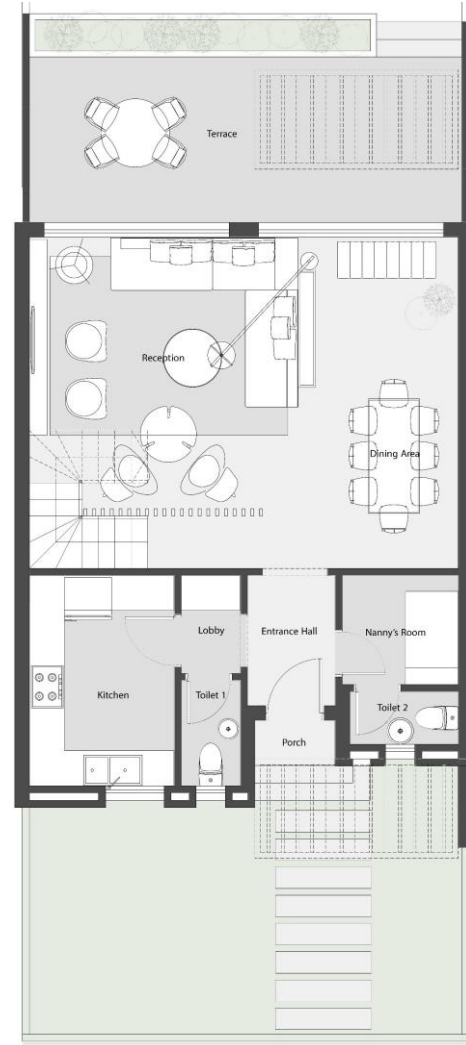 Terrace
Reception
Dining Area
Lobby
Entrance Hall
Nanny's Room
Kitchen
Toilet 1
Toilet 2
Porch